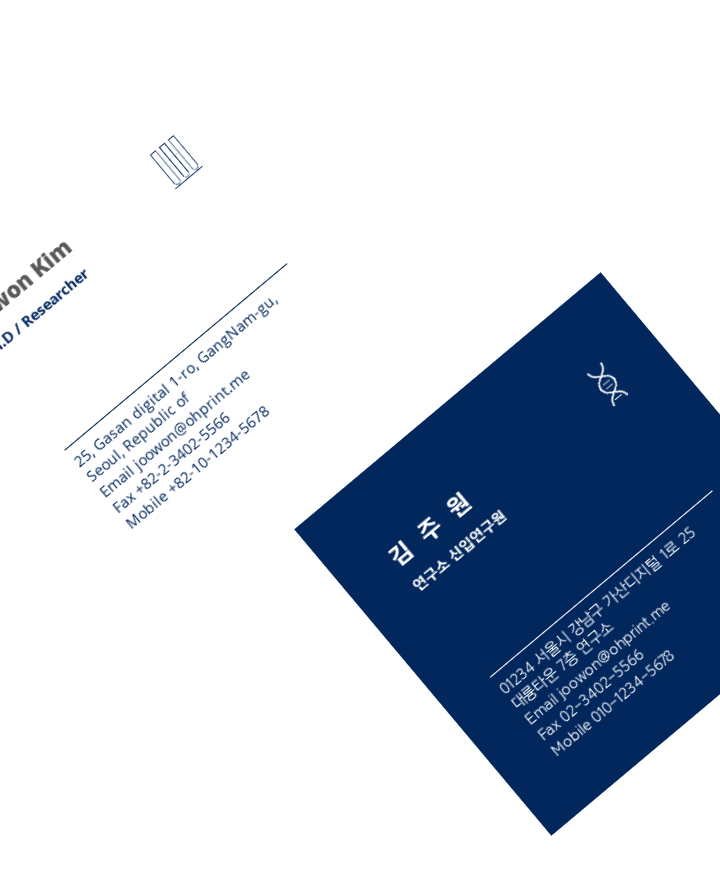 won Kim
.D / Researcher
25, Gasan digital 1-ro, GangNam-gu,
Seoul, Republic of
Email joowon@ohprint.me
Fax +82-2-3402-5566
Mobile +82-10-1234-5678
김 주 원
연구소 신입연구원
01234 서울시 강남구 가산디지털 1로 25
대륭타운 7층 연구소
Email joowon@ohprint.me
Fax 02-3402-5566
Mobile 010-1234-5678